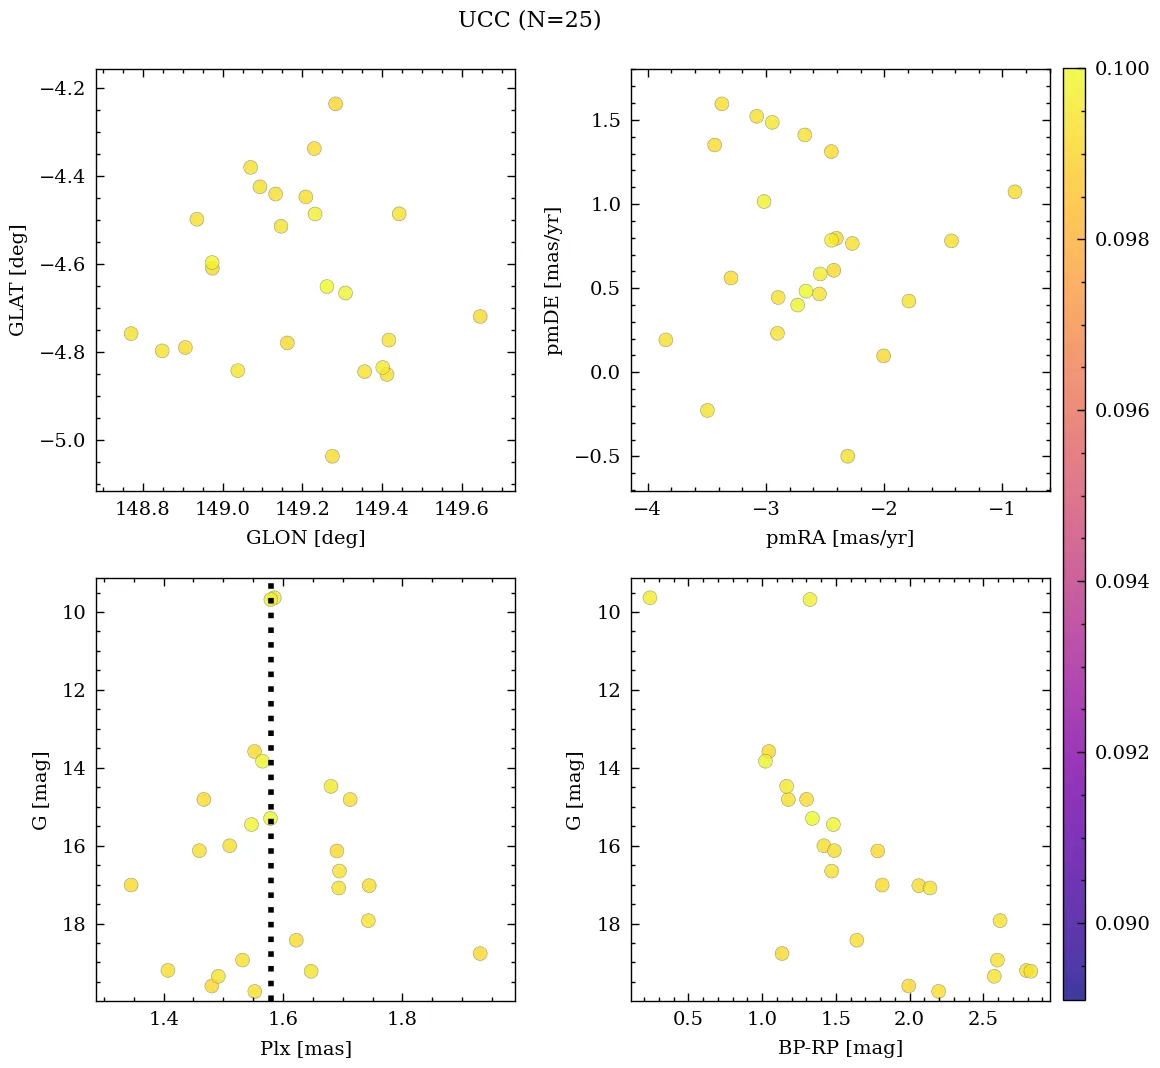 UCC (N=25)
−4.2
−4.4
−4.6
−4.8
−5.0
GLAT [deg]
148.8 149.0 149.2 149.4 149.6
GLON [deg]
1.5
1.0
0.5
0.0
−0.5
pmDE [mas/yr]
−4 −3 −2 −1
pmRA [mas/yr]
0.100
0.098
0.096
0.094
0.092
0.090
10
12
14
16
18
G [mag]
1.4 1.6 1.8
Plx [mas]
10
12
14
16
18
G [mag]
0.5 1.0 1.5 2.0 2.5
BP-RP [mag]